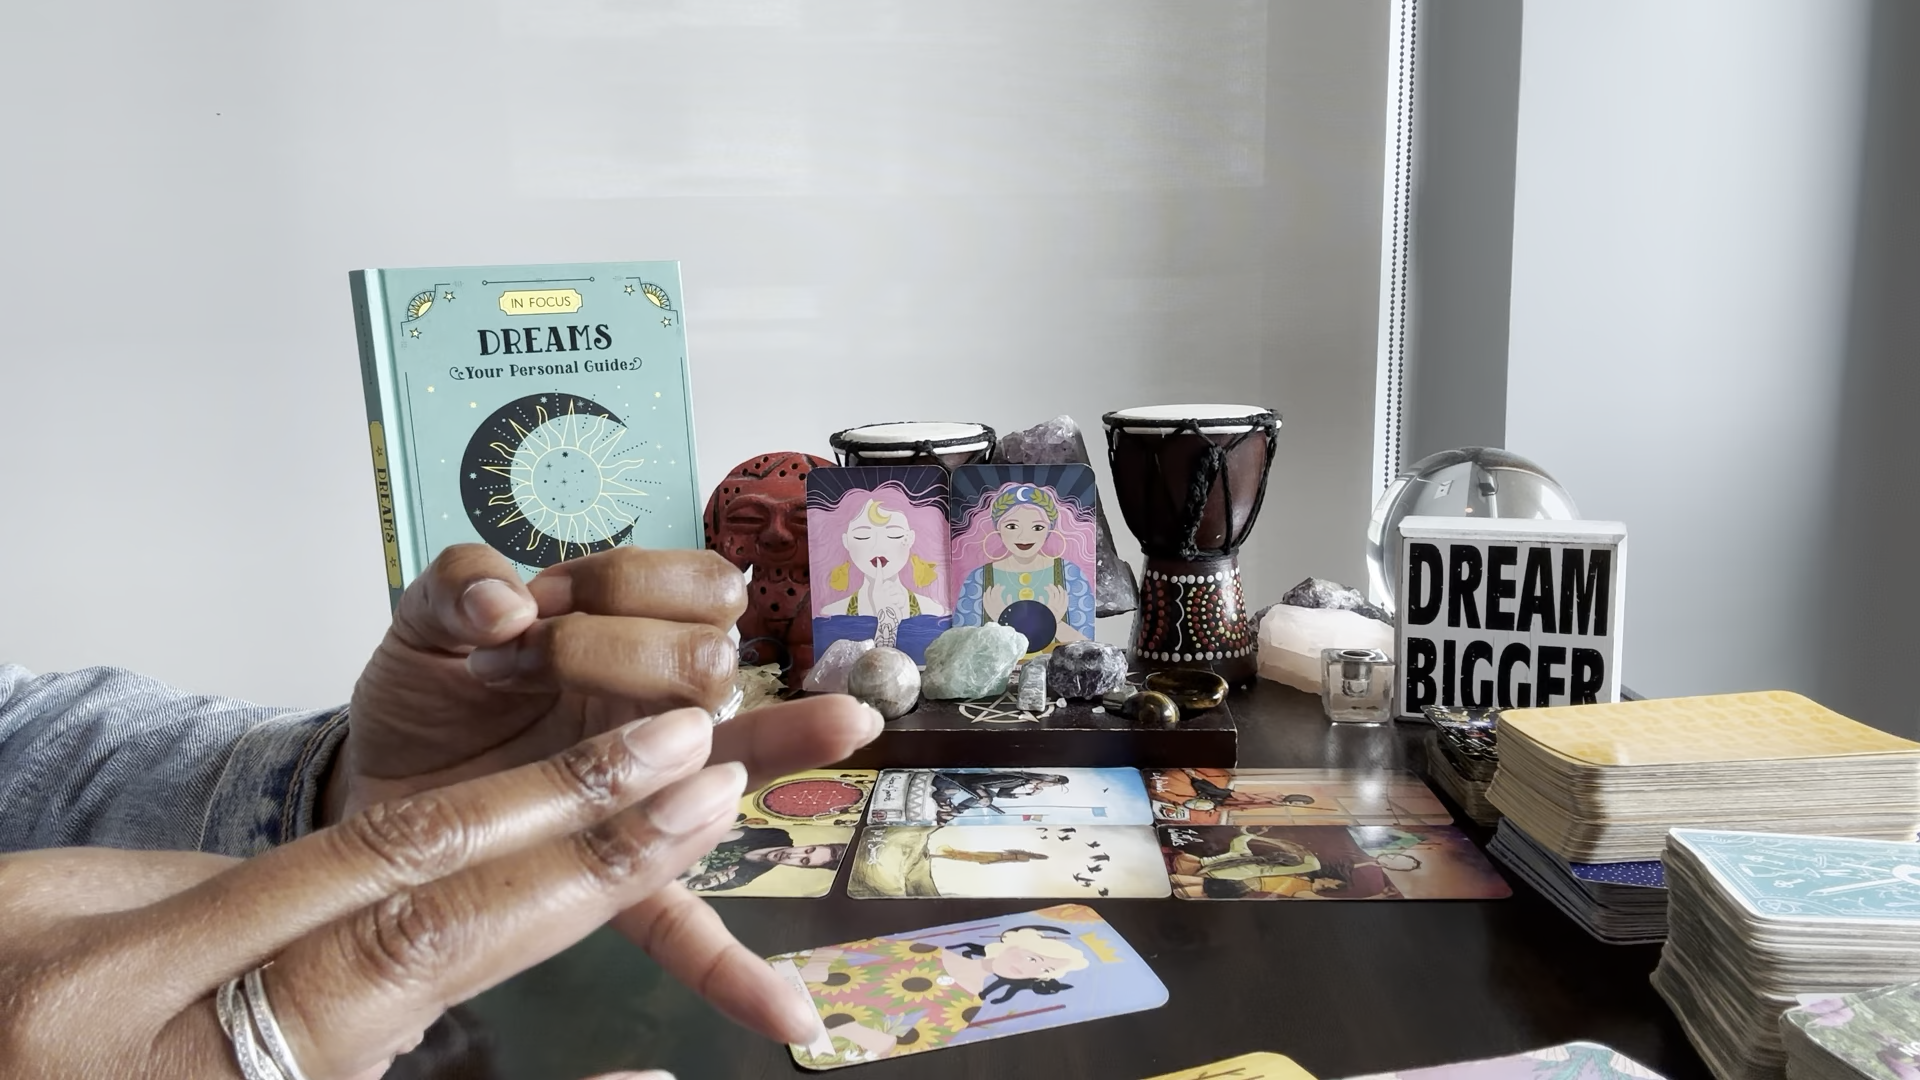 IN FOCUS
DREAMS
Your Personal Guide
DREAMS
DREAM
BIGGER